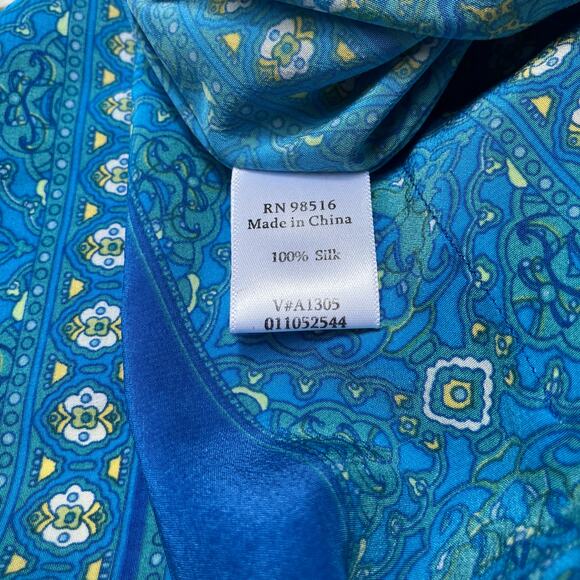 RN 98516
Made in China
100% Silk
V#A1305
011052544